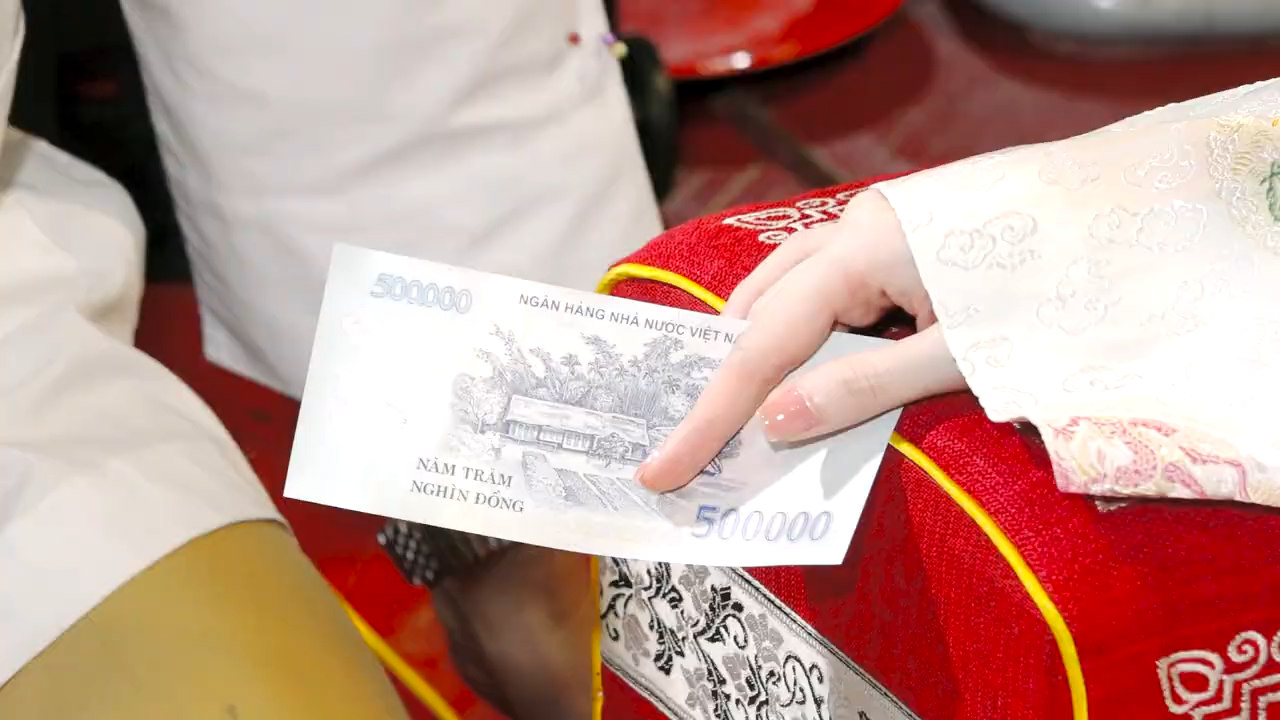 500000
NGÂN HÀNG NHÀ NƯỚC VIỆT
NĂM TRĂM
NGHÌN ĐỒNG
500000